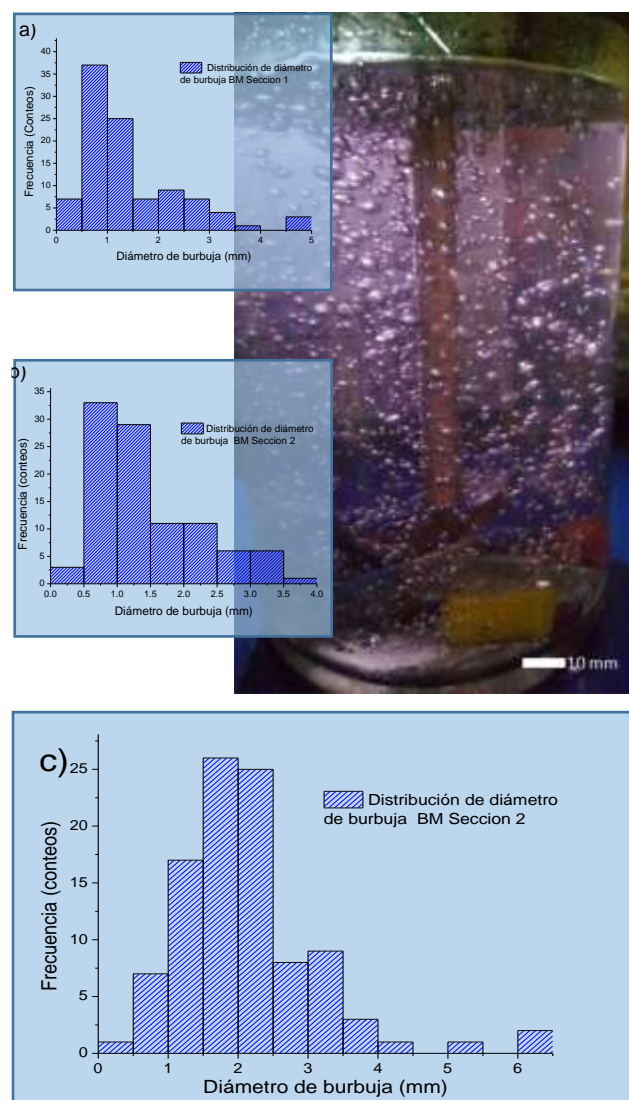 a)
Distribución de diámetro
de burbuja BM Seccion 1
Frecuencia (Conteos)
40
35
30
25
20
15
10
5
0
0 1 2 3 4 5
Diámetro de burbuja (mm)
b)
Distribución de diámetro
de burbuja BM Seccion 2
Frecuencia (conteos)
35
30
25
20
15
10
5
0
0.0 0.5 1.0 1.5 2.0 2.5 3.0 3.5 4.0
Diámetro de burbuja (mm)
10 mm
c)
Distribución de diámetro
de burbuja BM Seccion 2
Frecuencia (conteos)
25
20
15
10
5
0
0 1 2 3 4 5 6
Diámetro de burbuja (mm)